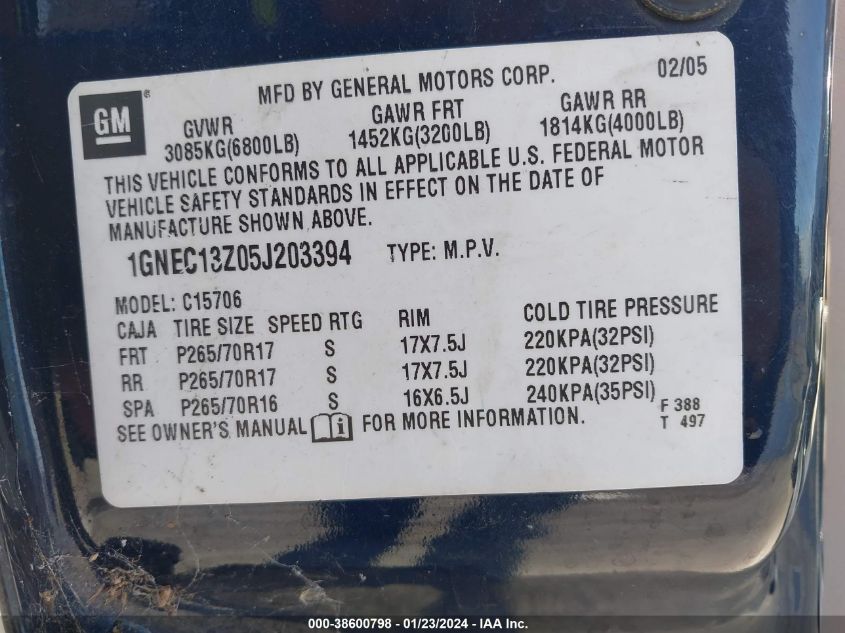 MFD BY GENERAL MOTORS CORP. 02/05
GM ®
GVWR GAWR FRT GAWR RR
3085KG(6800LB) 1452KG(3200LB) 1814KG(4000LB)
THIS VEHICLE CONFORMS TO ALL APPLICABLE U.S. FEDERAL MOTOR
VEHICLE SAFETY STANDARDS IN EFFECT ON THE DATE OF
MANUFACTURE SHOWN ABOVE.
1GNEC13Z05J203394 TYPE: M.P.V.
MODEL: C15706
CAJA TIRE SIZE SPEED RTG RIM COLD TIRE PRESSURE
FRT P265/70R17 S 17X7.5J 220KPA(32PSI)
RR P265/70R17 S 17X7.5J 220KPA(32PSI)
SPA P265/70R16 S 16X6.5J 240KPA(35PSI)
SEE OWNER'S MANUAL i FOR MORE INFORMATION.
F 388
T 497
000-38600798 - 01/23/2024 - IAA Inc.